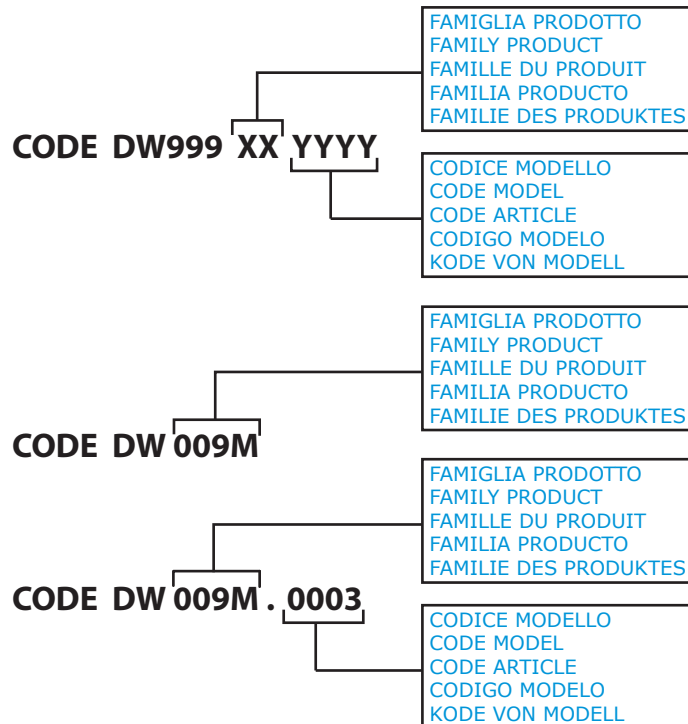 FAMIGLIA PRODOTTO
FAMILY PRODUCT
FAMILLE DU PRODUIT
FAMILIA PRODUCTO
FAMILIE DES PRODUKTES
CODE DW999 XX YYYY
CODICE MODELLO
CODE MODEL
CODE ARTICLE
CODIGO MODELO
KODE VON MODELL
FAMIGLIA PRODOTTO
FAMILY PRODUCT
FAMILLE DU PRODUIT
FAMILIA PRODUCTO
FAMILIE DES PRODUKTES
CODE DW 009M
FAMIGLIA PRODOTTO
FAMILY PRODUCT
FAMILLE DU PRODUIT
FAMILIA PRODUCTO
FAMILIE DES PRODUKTES
CODE DW 009M . 0003
CODICE MODELLO
CODE MODEL
CODE ARTICLE
CODIGO MODELO
KODE VON MODELL